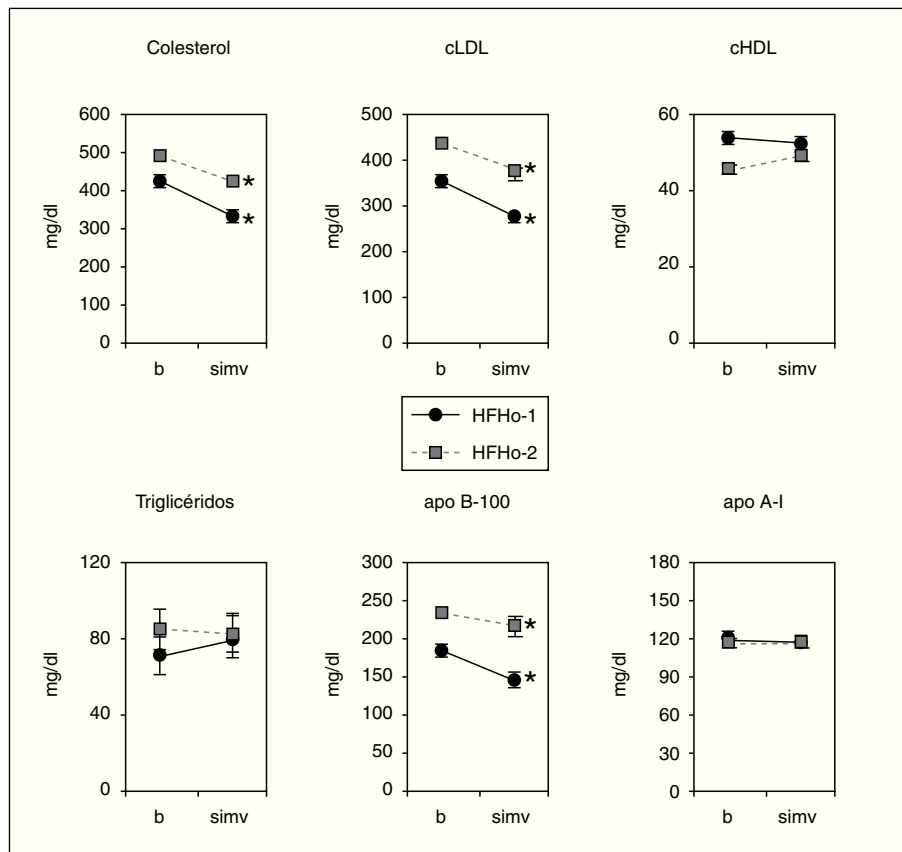 Colesterol
cLDL
cHDL
600
500
400
300
200
100
0
mg/dl
b
simv
*
*
500
400
300
200
100
0
mg/dl
b
simv
*
*
60
40
20
0
mg/dl
b
simv
HFHo-1
HFHo-2
Triglicéridos
apo B-100
apo A-I
120
80
40
0
mg/dl
b
simv
300
250
200
150
100
50
0
mg/dl
b
simv
*
*
180
150
120
90
60
30
0
mg/dl
b
simv